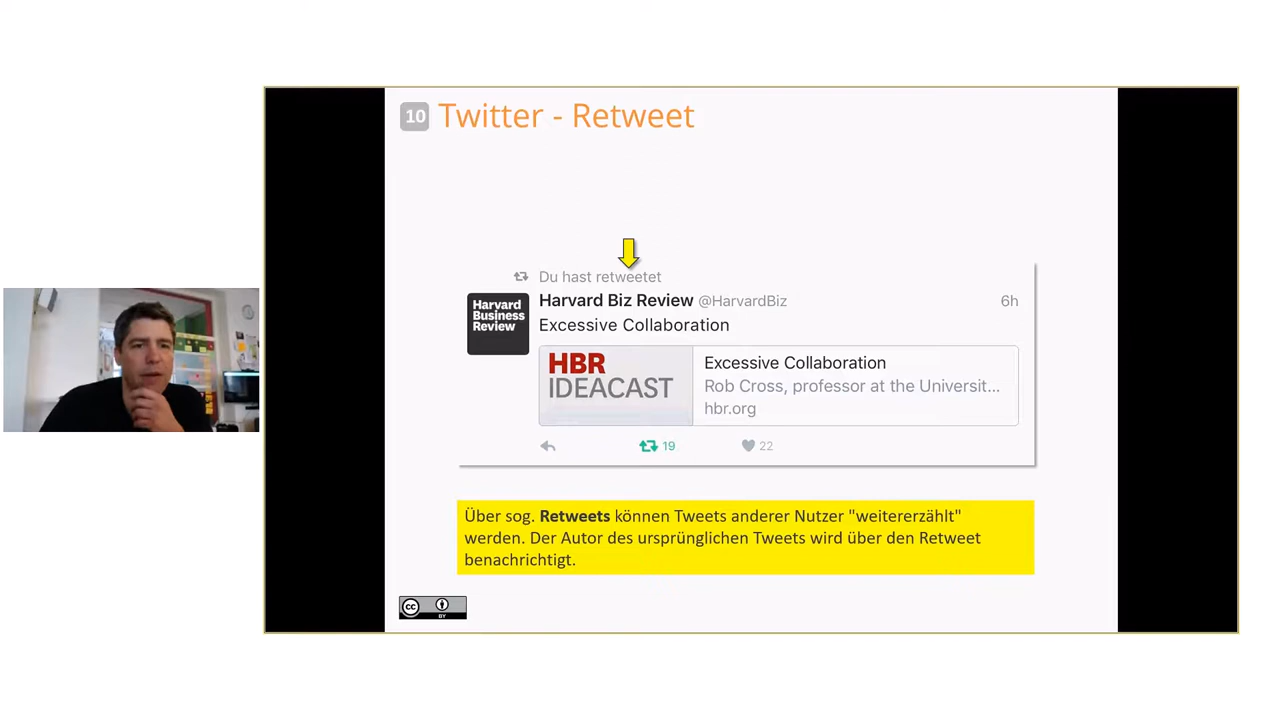 10 Twitter - Retweet
Du hast retweetet
Harvard Biz Review @HarvardBiz 6h
Harvard
Business
Review
Excessive Collaboration
HBR
IDEACAST
Excessive Collaboration
Rob Cross, professor at the Universit...
hbr.org
19 22
Über sog. Retweets können Tweets anderer Nutzer "weitererzählt"
werden. Der Autor des ursprünglichen Tweets wird über den Retweet
benachrichtigt.
cc
BY